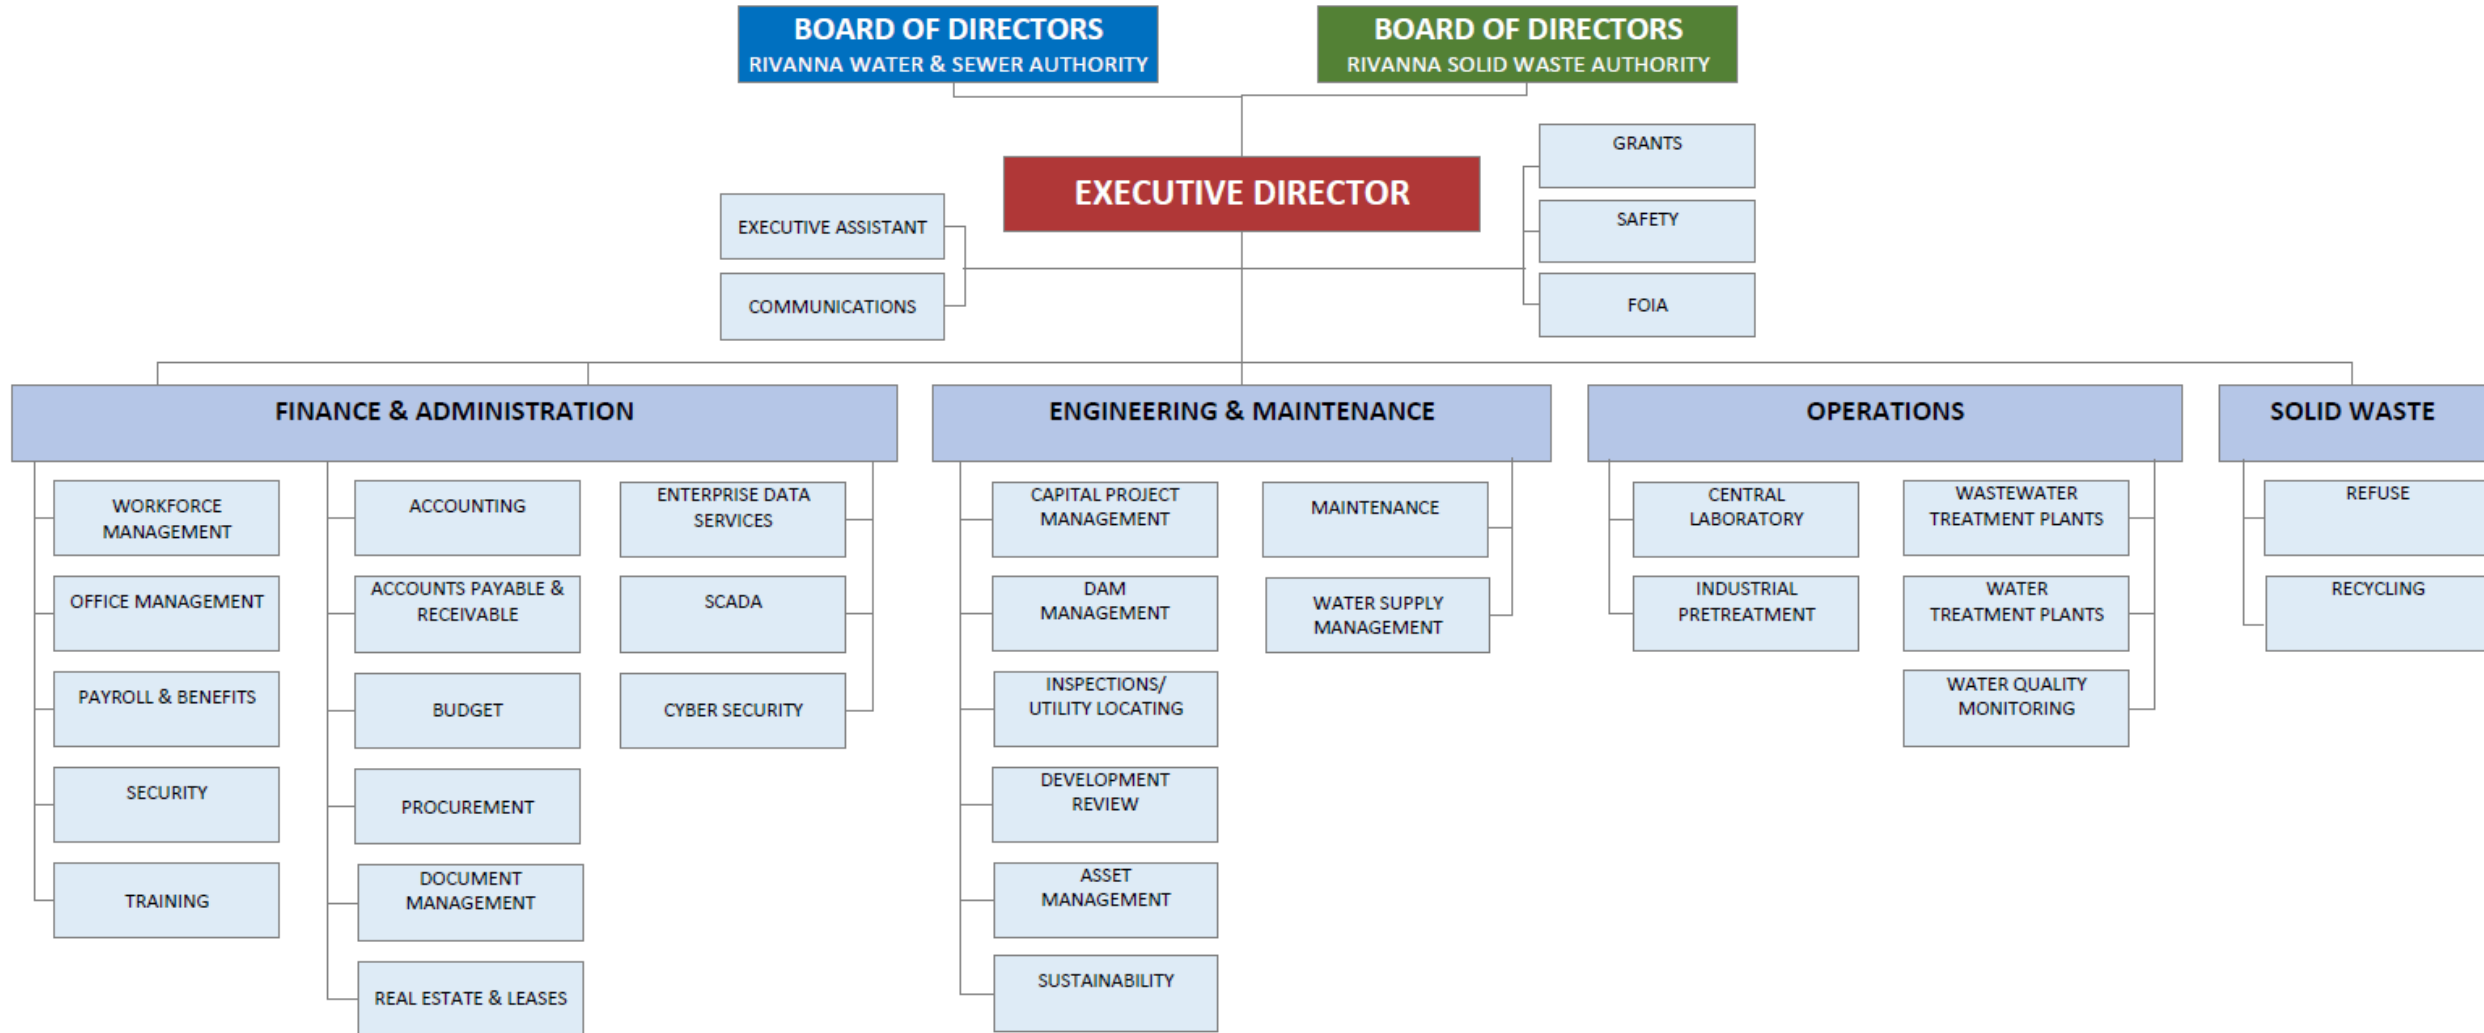 BOARD OF DIRECTORS
RIVANNA WATER & SEWER AUTHORITY
BOARD OF DIRECTORS
RIVANNA SOLID WASTE AUTHORITY
EXECUTIVE DIRECTOR
EXECUTIVE ASSISTANT
COMMUNICATIONS
GRANTS
SAFETY
FOIA
FINANCE & ADMINISTRATION
WORKFORCE
MANAGEMENT
OFFICE MANAGEMENT
PAYROLL & BENEFITS
SECURITY
TRAINING
ACCOUNTING
ACCOUNTS PAYABLE &
RECEIVABLE
BUDGET
PROCUREMENT
DOCUMENT
MANAGEMENT
REAL ESTATE & LEASES
ENTERPRISE DATA
SERVICES
SCADA
CYBER SECURITY
ENGINEERING & MAINTENANCE
CAPITAL PROJECT
MANAGEMENT
DAM
MANAGEMENT
INSPECTIONS/
UTILITY LOCATING
DEVELOPMENT
REVIEW
ASSET
MANAGEMENT
SUSTAINABILITY
MAINTENANCE
WATER SUPPLY
MANAGEMENT
OPERATIONS
CENTRAL
LABORATORY
INDUSTRIAL
PRETREATMENT
WASTEWATER
TREATMENT PLANTS
WATER
TREATMENT PLANTS
WATER QUALITY
MONITORING
SOLID WASTE
REFUSE
RECYCLING